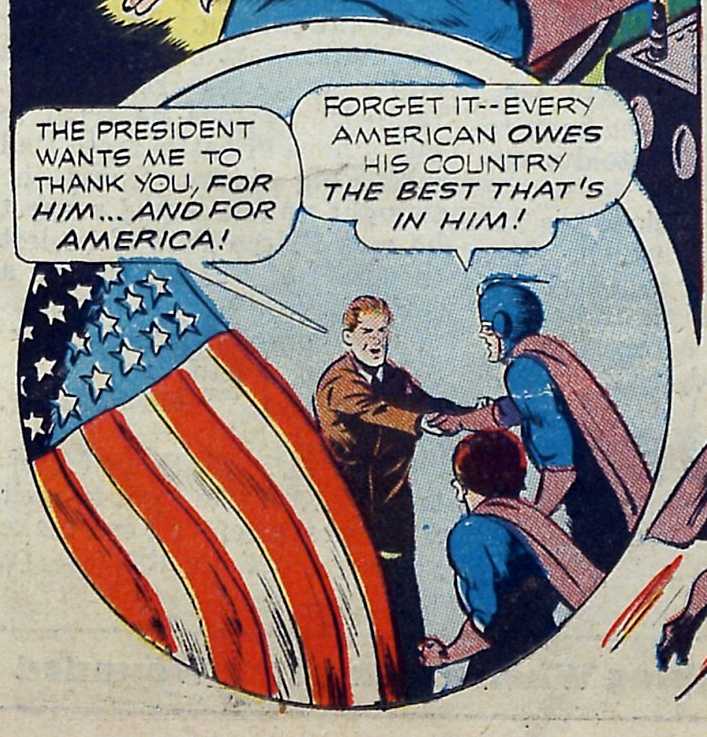 THE PRESIDENT
WANTS ME TO
THANK YOU, FOR
HIM... AND FOR
AMERICA!
FORGET IT--EVERY
AMERICAN OWES
HIS COUNTRY
THE BEST THAT'S
IN HIM!